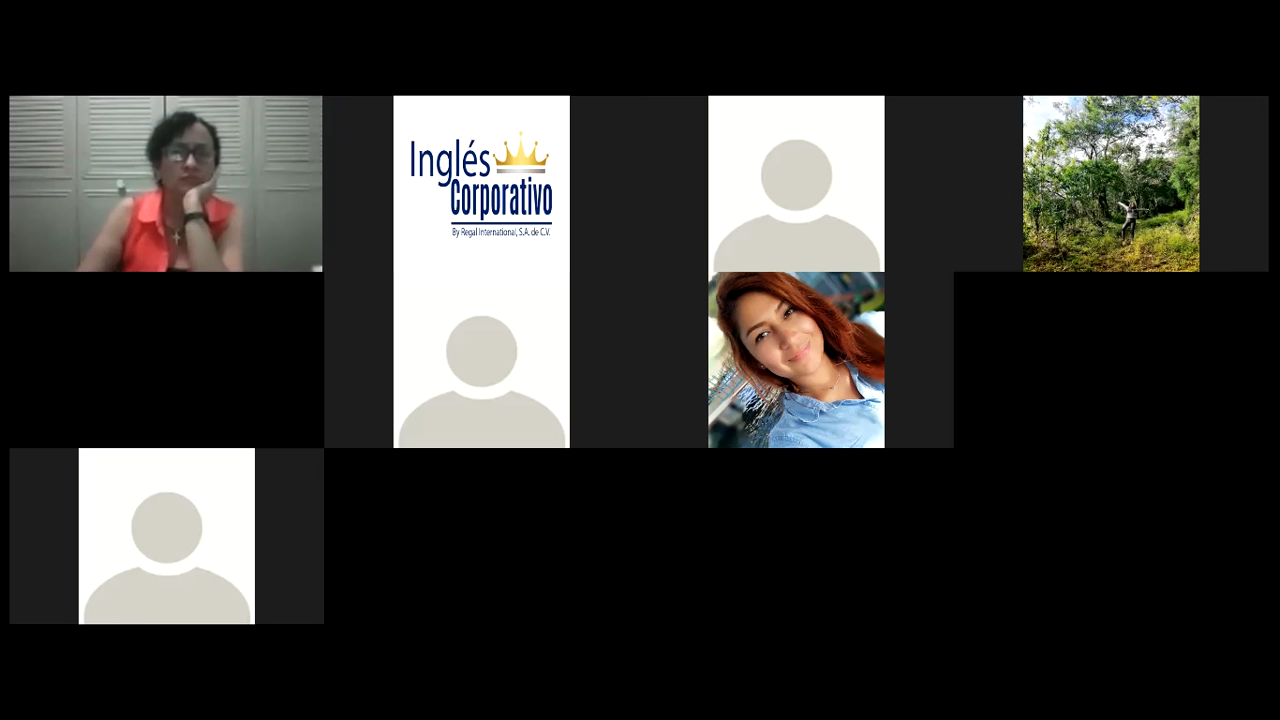 Inglés
Corporativo
By Regal International, S.A. de C.V.